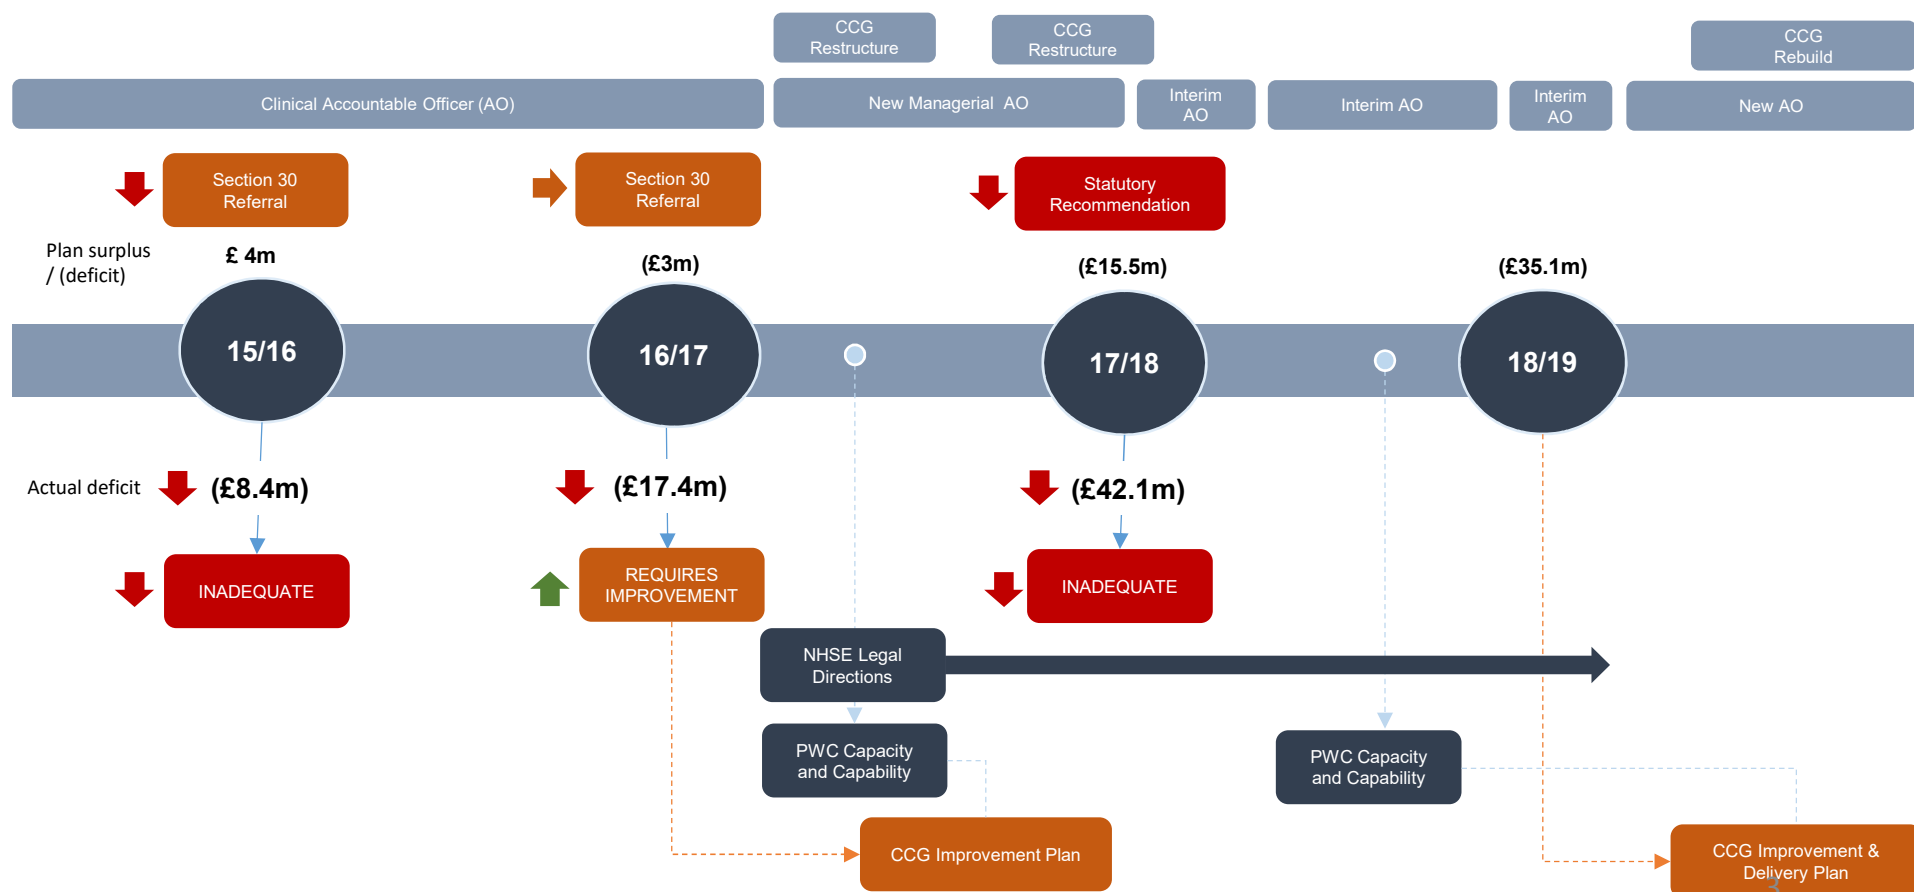 CCG
Restructure
CCG
Restructure
CCG
Rebuild
Clinical Accountable Officer (AO)
New Managerial AO
Interim
AO
Interim AO
Interim
AO
New AO
Section 30
Referral
Section 30
Referral
Statutory
Recommendation
Plan surplus
/ (deficit)
£ 4m
(£3m)
(£15.5m)
(£35.1m)
15/16
16/17
17/18
18/19
Actual deficit
(£8.4m)
(£17.4m)
(£42.1m)
INADEQUATE
REQUIRES
IMPROVEMENT
INADEQUATE
NHSE Legal
Directions
PWC Capacity
and Capability
PWC Capacity
and Capability
CCG Improvement Plan
CCG Improvement &
Delivery Plan
3